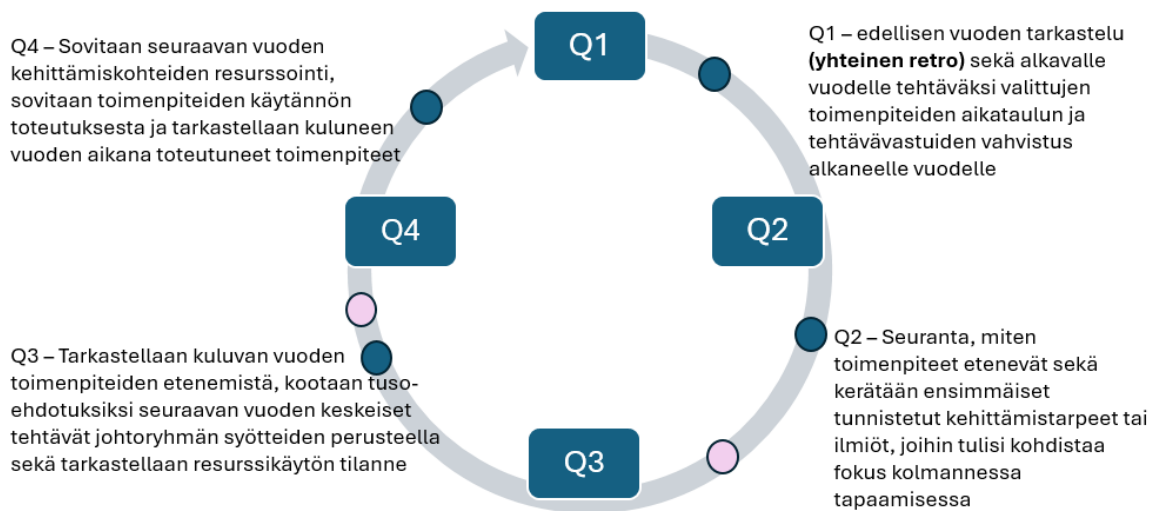 Q1
Q1 – edellisen vuoden tarkastelu
(yhteinen retro) sekä alkavalle
vuodelle tehtäväksi valittujen
toimenpiteiden aikataulun ja
tehtävävastuiden vahvistus
alkaneelle vuodelle
Q2
Q2 – Seuranta, miten
toimenpiteet etenevät sekä
kerätään ensimmäiset
tunnistetut kehittämistarpeet tai
ilmiöt, joihin tulisi kohdistaa
fokus kolmannessa
tapaamisessa
Q3
Q3 – Tarkastellaan kuluvan vuoden
toimenpiteiden etenemistä, kootaan tuso-
ehdotuksiksi seuraavan vuoden keskeiset
tehtävät johtoryhmän syötteiden perusteella
sekä tarkastellaan resurssikäytön tilanne
Q4
Q4 – Sovitaan seuraavan vuoden
kehittämiskohteiden resurssointi,
sovitaan toimenpiteiden käytännön
toteutuksesta ja tarkastellaan kuluneen
vuoden aikana toteutuneet toimenpiteet